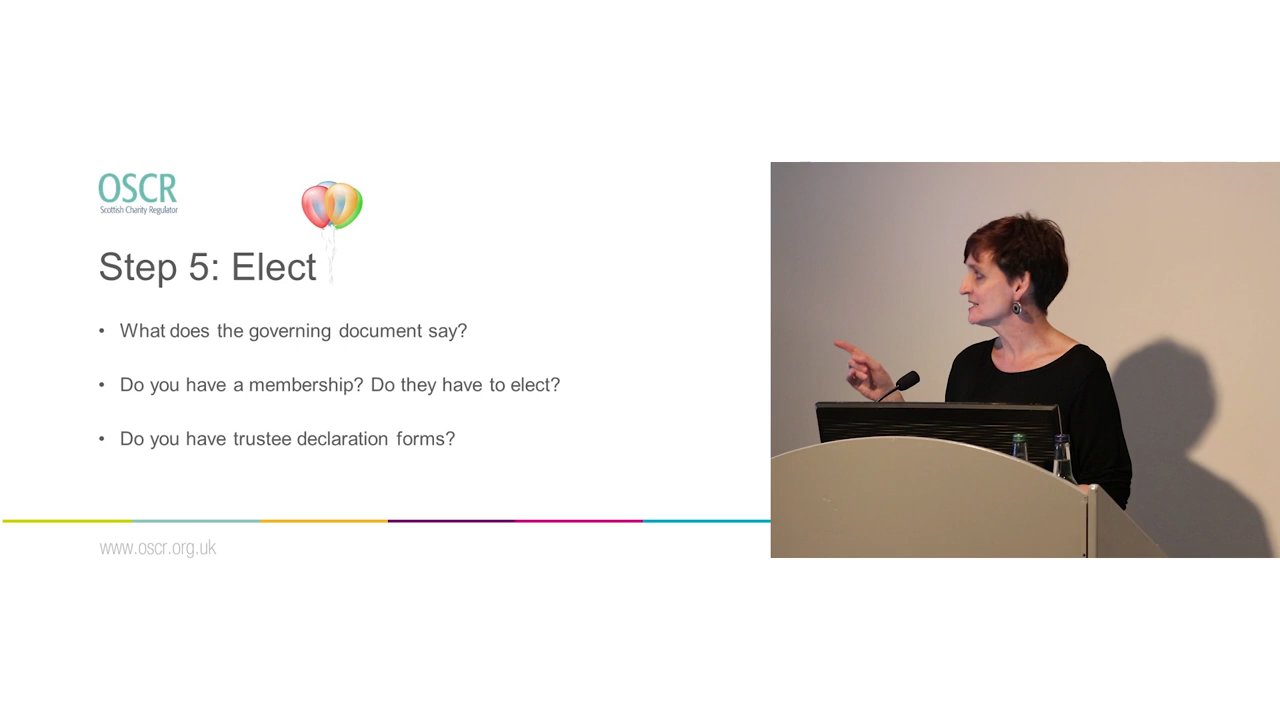 OSCR
Scottish Charity Regulator
Step 5: Elect
• What does the governing document say?
• Do you have a membership? Do they have to elect?
• Do you have trustee declaration forms?
www.oscr.org.uk